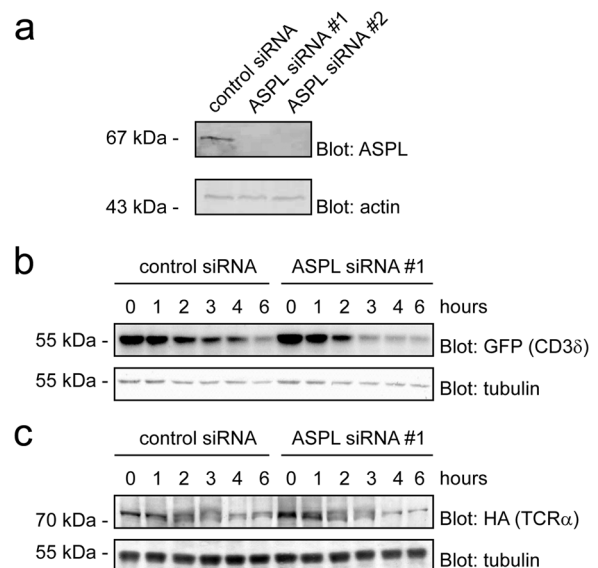 a
control siRNA
ASPL siRNA #1
ASPL siRNA #2
67 kDa -
Blot: ASPL
43 kDa -
Blot: actin
b
control siRNA ASPL siRNA #1
0 1 2 3 4 6 0 1 2 3 4 6 hours
55 kDa -
Blot: GFP (CD3δ)
55 kDa -
Blot: tubulin
c
control siRNA ASPL siRNA #1
0 1 2 3 4 6 0 1 2 3 4 6 hours
70 kDa -
Blot: HA (TCRα)
55 kDa -
Blot: tubulin